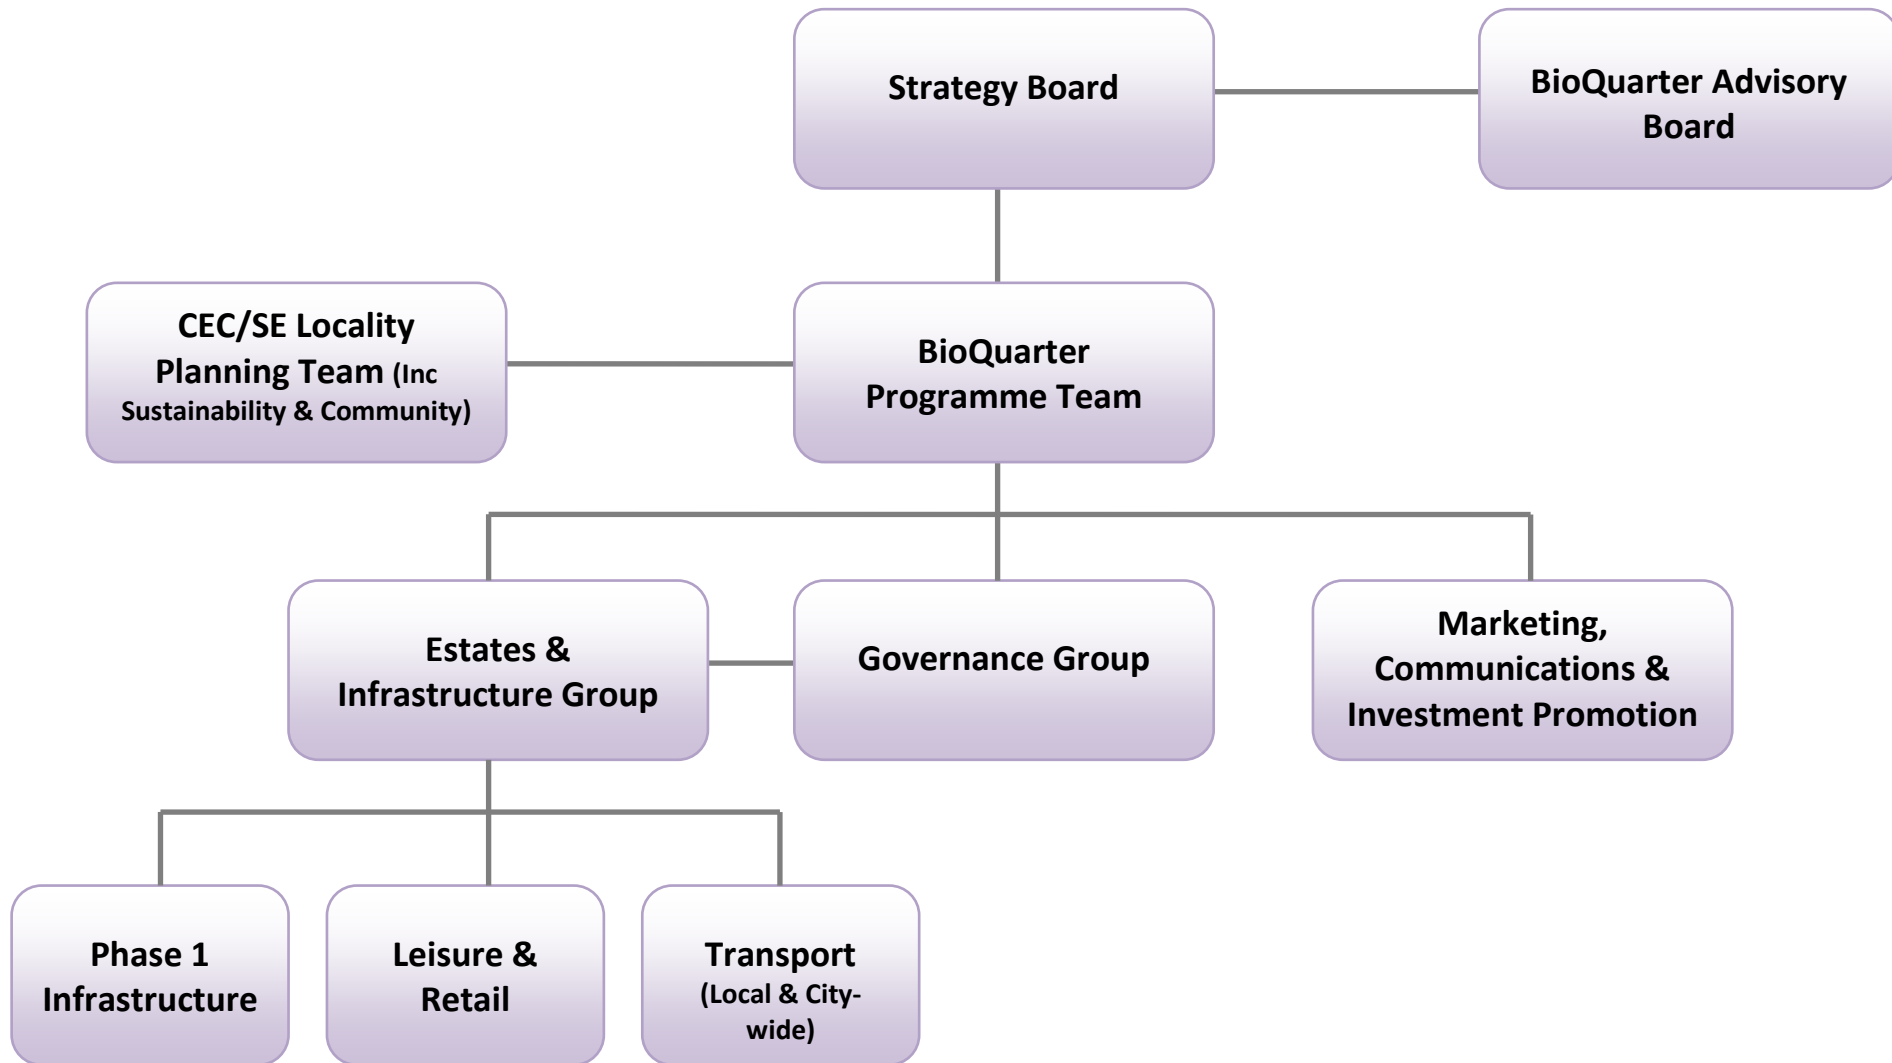 Strategy Board
BioQuarter Advisory
Board
CEC/SE Locality
Planning Team (Inc
Sustainability & Community)
BioQuarter
Programme Team
Estates &
Infrastructure Group
Governance Group
Marketing,
Communications &
Investment Promotion
Phase 1
Infrastructure
Leisure &
Retail
Transport
(Local & City-
wide)